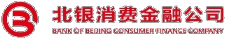 北银消费金融公司
BANK OF BEIJING CONSUMER FINANCE COMPANY